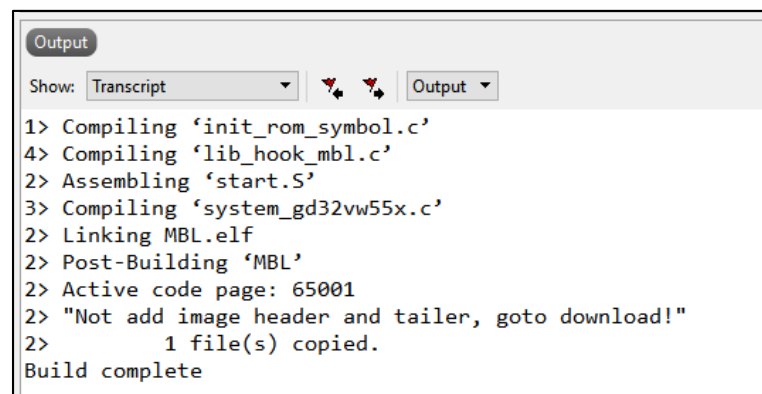 Output
Show: Transcript Output
1> Compiling ‘init_rom_symbol.c’
4> Compiling ‘lib_hook_mbl.c’
2> Assembling ‘start.S’
3> Compiling ‘system_gd32vw55x.c’
2> Linking MBL.elf
2> Post-Building ‘MBL’
2> Active code page: 65001
2> "Not add image header and tailer, goto download!"
2>         1 file(s) copied.
Build complete